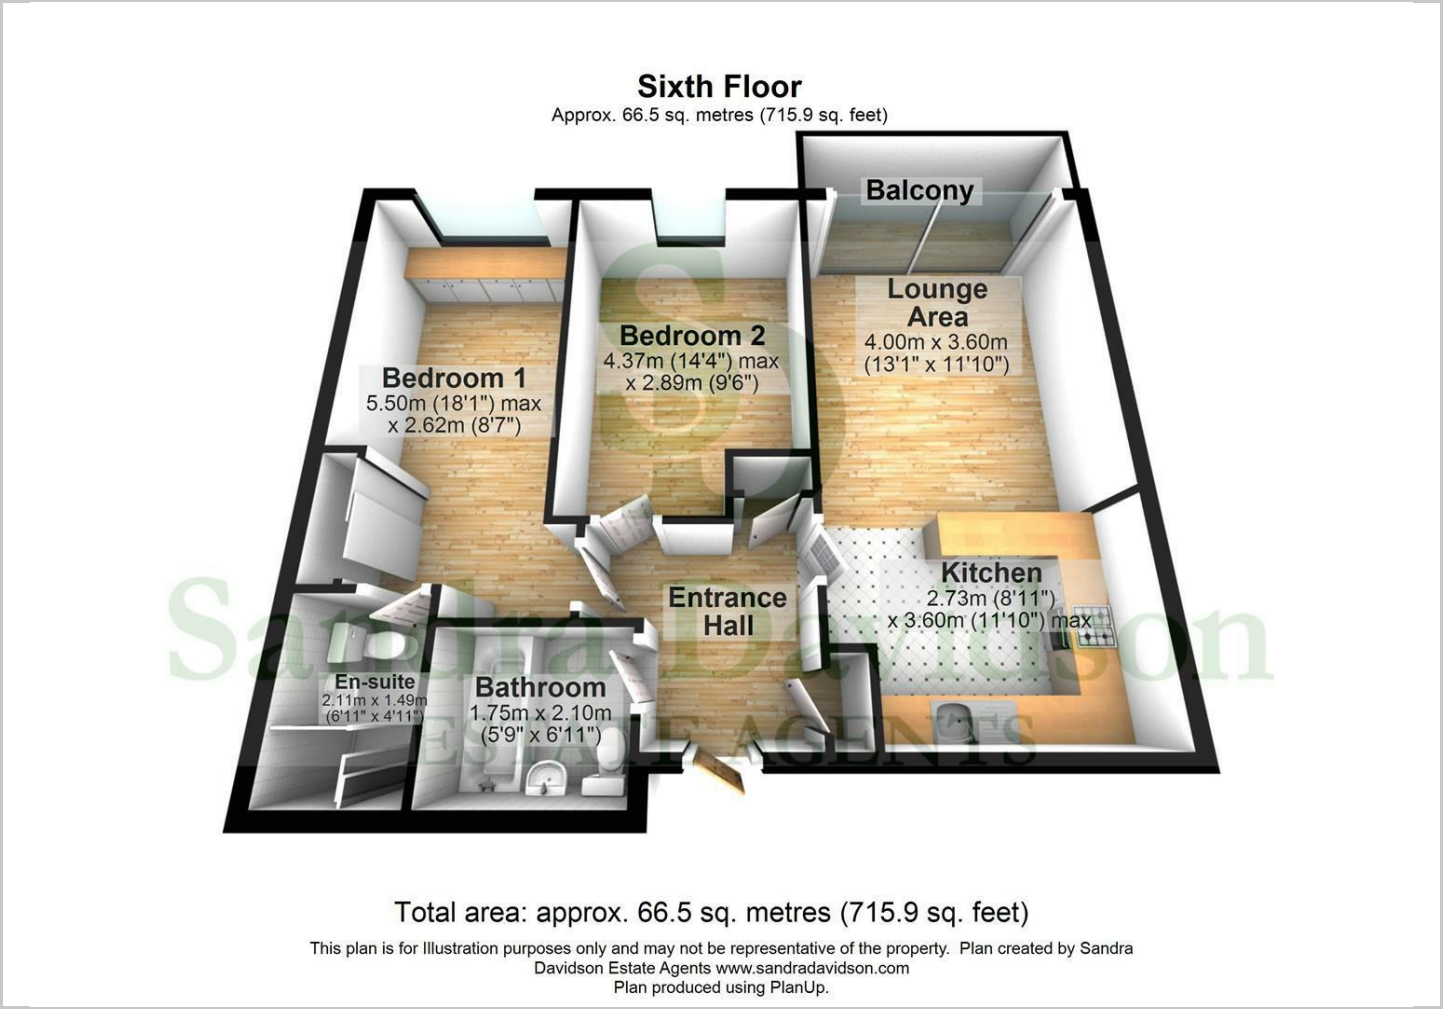 Sixth Floor
Approx. 66.5 sq. metres (715.9 sq. feet)
Balcony
Lounge
Area
4.00m x 3.60m
(13'1" x 11'10")
Bedroom 2
4.37m (14'4") max
x 2.89m (9'6")
Bedroom 1
5.50m (18'1") max
x 2.62m (8'7")
Kitchen
2.73m (8'11")
x 3.60m (11'10") max
Entrance
Hall
En-suite
2.11m x 1.49m
(6'11" x 4'11")
Bathroom
1.75m x 2.10m
(5'9" x 6'11")
SD
Sandra Davidson
ESTATE AGENTS
Total area: approx. 66.5 sq. metres (715.9 sq. feet)
This plan is for Illustration purposes only and may not be representative of the property.  Plan created by Sandra
Davidson Estate Agents www.sandradavidson.com
Plan produced using PlanUp.